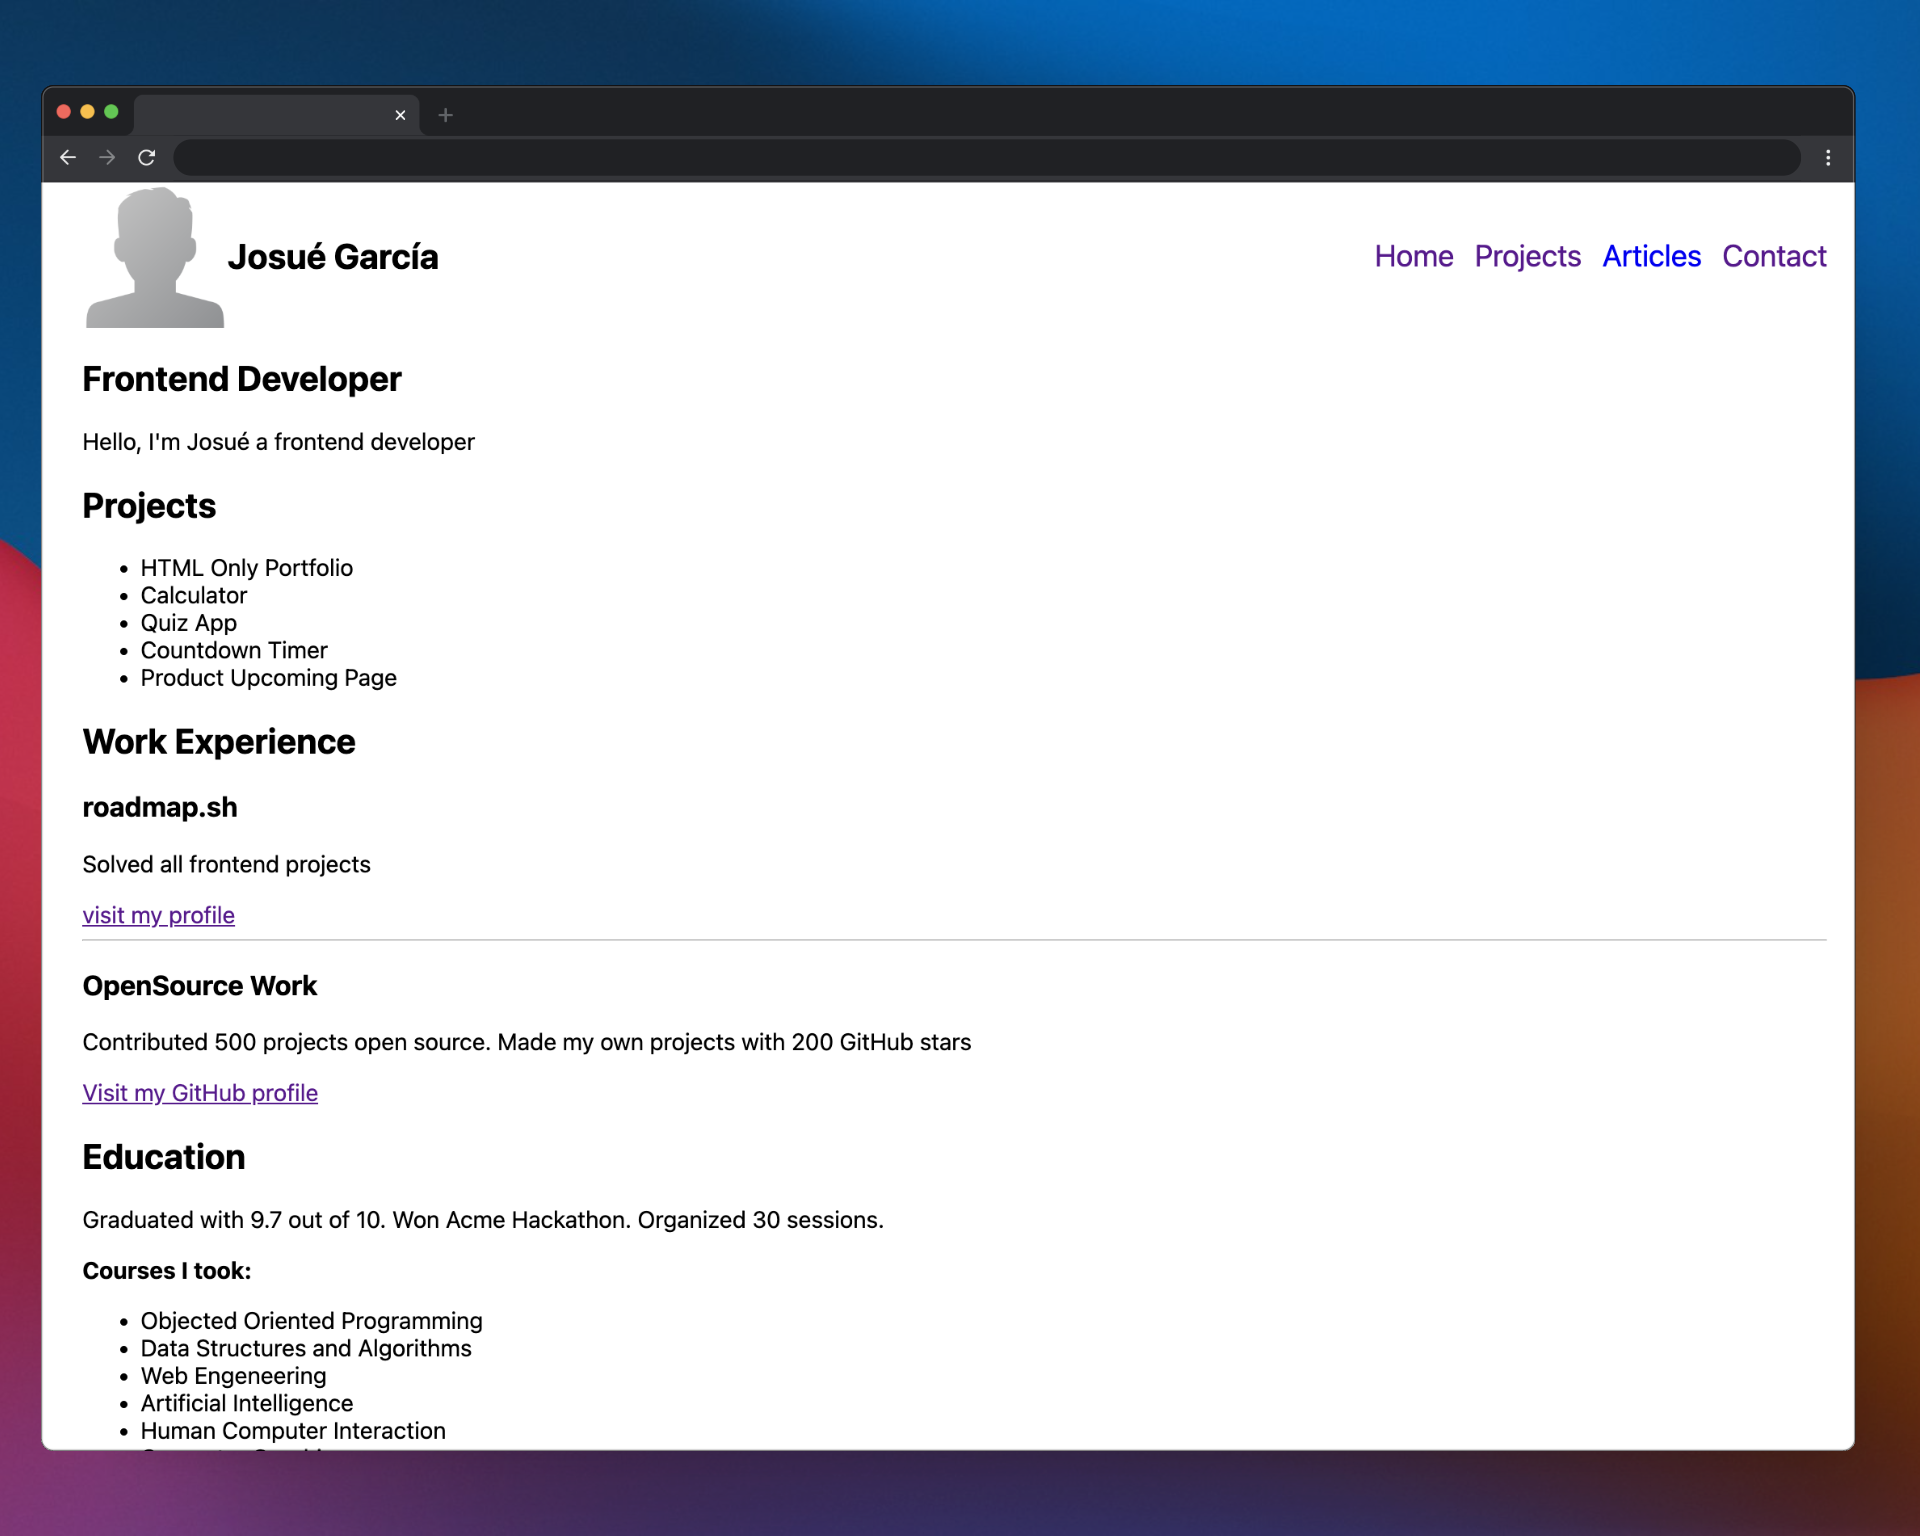 Josué García
Home Projects Articles Contact
Frontend Developer
Hello, I'm Josué a frontend developer
Projects
• HTML Only Portfolio
• Calculator
• Quiz App
• Countdown Timer
• Product Upcoming Page
Work Experience
roadmap.sh
Solved all frontend projects
visit my profile
OpenSource Work
Contributed 500 projects open source. Made my own projects with 200 GitHub stars
Visit my GitHub profile
Education
Graduated with 9.7 out of 10. Won Acme Hackathon. Organized 30 sessions.
Courses I took:
• Objected Oriented Programming
• Data Structures and Algorithms
• Web Engeneering
• Artificial Intelligence
• Human Computer Interaction